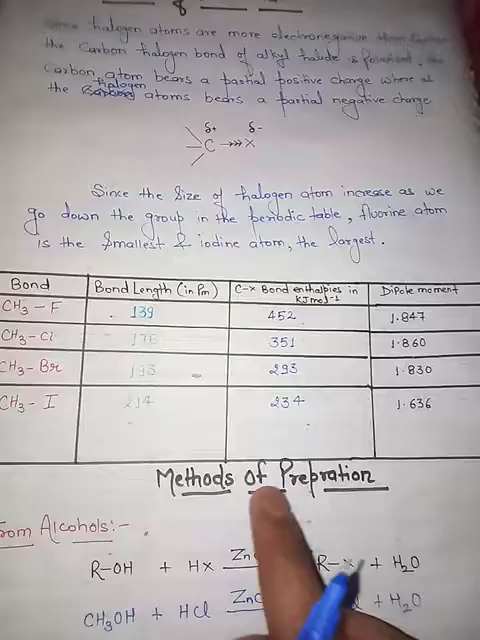 8
halogen atoms are more electronegative than
the Carbon halogen bond of alkyl halide is Polarised, the
Carbon atom bears a partial positive charge where as
the halogen atoms bears a partial negative charge
δ+ δ-
C X
Since the Size of halogen atom increase as we
go down the group in the periodic table, fluorine atom
is the Smallest & iodine atom, the largest.
Bond Bond Length (in Pm) C-X Bond enthalpies in KJmol-1 Dipole moment
CH3 - F 139 452 1.847
CH3 - Cl 178 351 1.860
CH3 - Br 193 293 1.830
CH3 - I 214 234 1.636
Methods of Prepration
From Alcohols:-
R-OH + HX Zn R-X + H2O
CH3OH + HCl ZnC + H2O